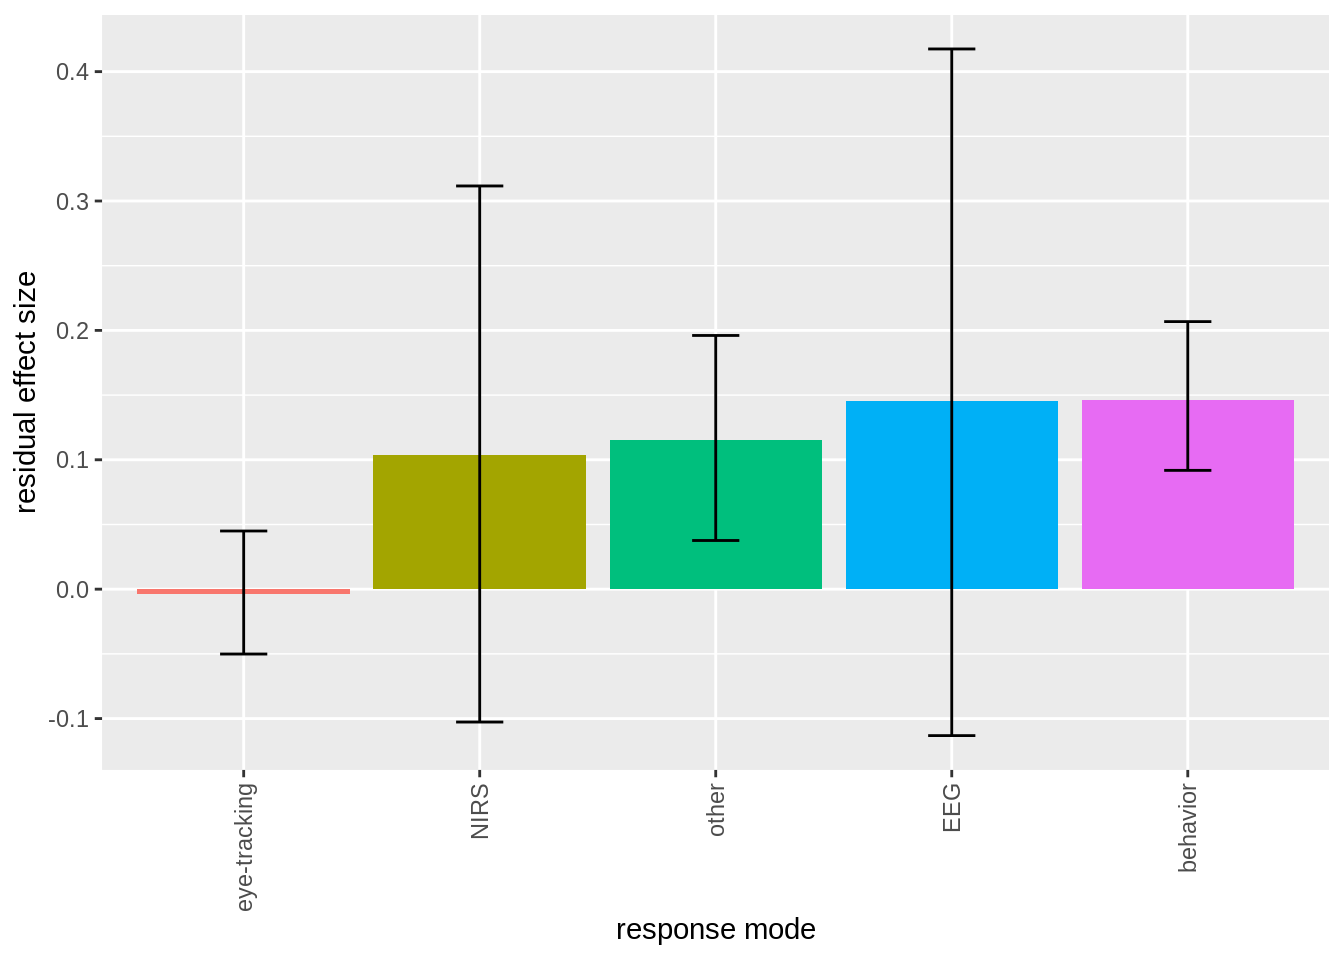 residual effect size
0.4
0.3
0.2
0.1
0.0
-0.1
eye-tracking
NIRS
other
EEG
behavior
response mode